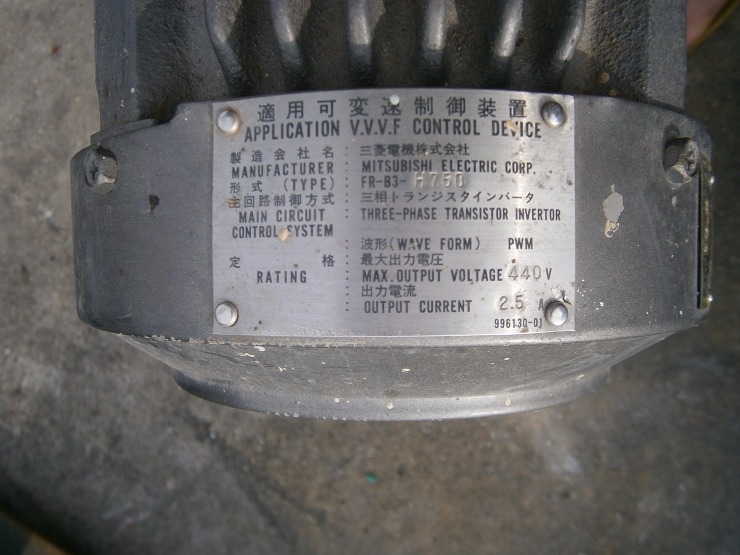 適用可変速制御装置
APPLICATION V.V.V.F CONTROL DEVICE
製造会社名 : 三菱電機株式会社
MANUFACTURER : MITSUBISHI ELECTRIC CORP.
形式 (TYPE) : FR-B3-H750
主回路制御方式 : 三相トランジスタインバータ
MAIN CIRCUIT : THREE-PHASE TRANSISTOR INVERTOR
CONTROL SYSTEM
: 波形(WAVE FORM) PWM
定格 : 最大出力電圧
RATING : MAX.OUTPUT VOLTAGE 440 V
: 出力電流
: OUTPUT CURRENT 2.5 A
996130-01